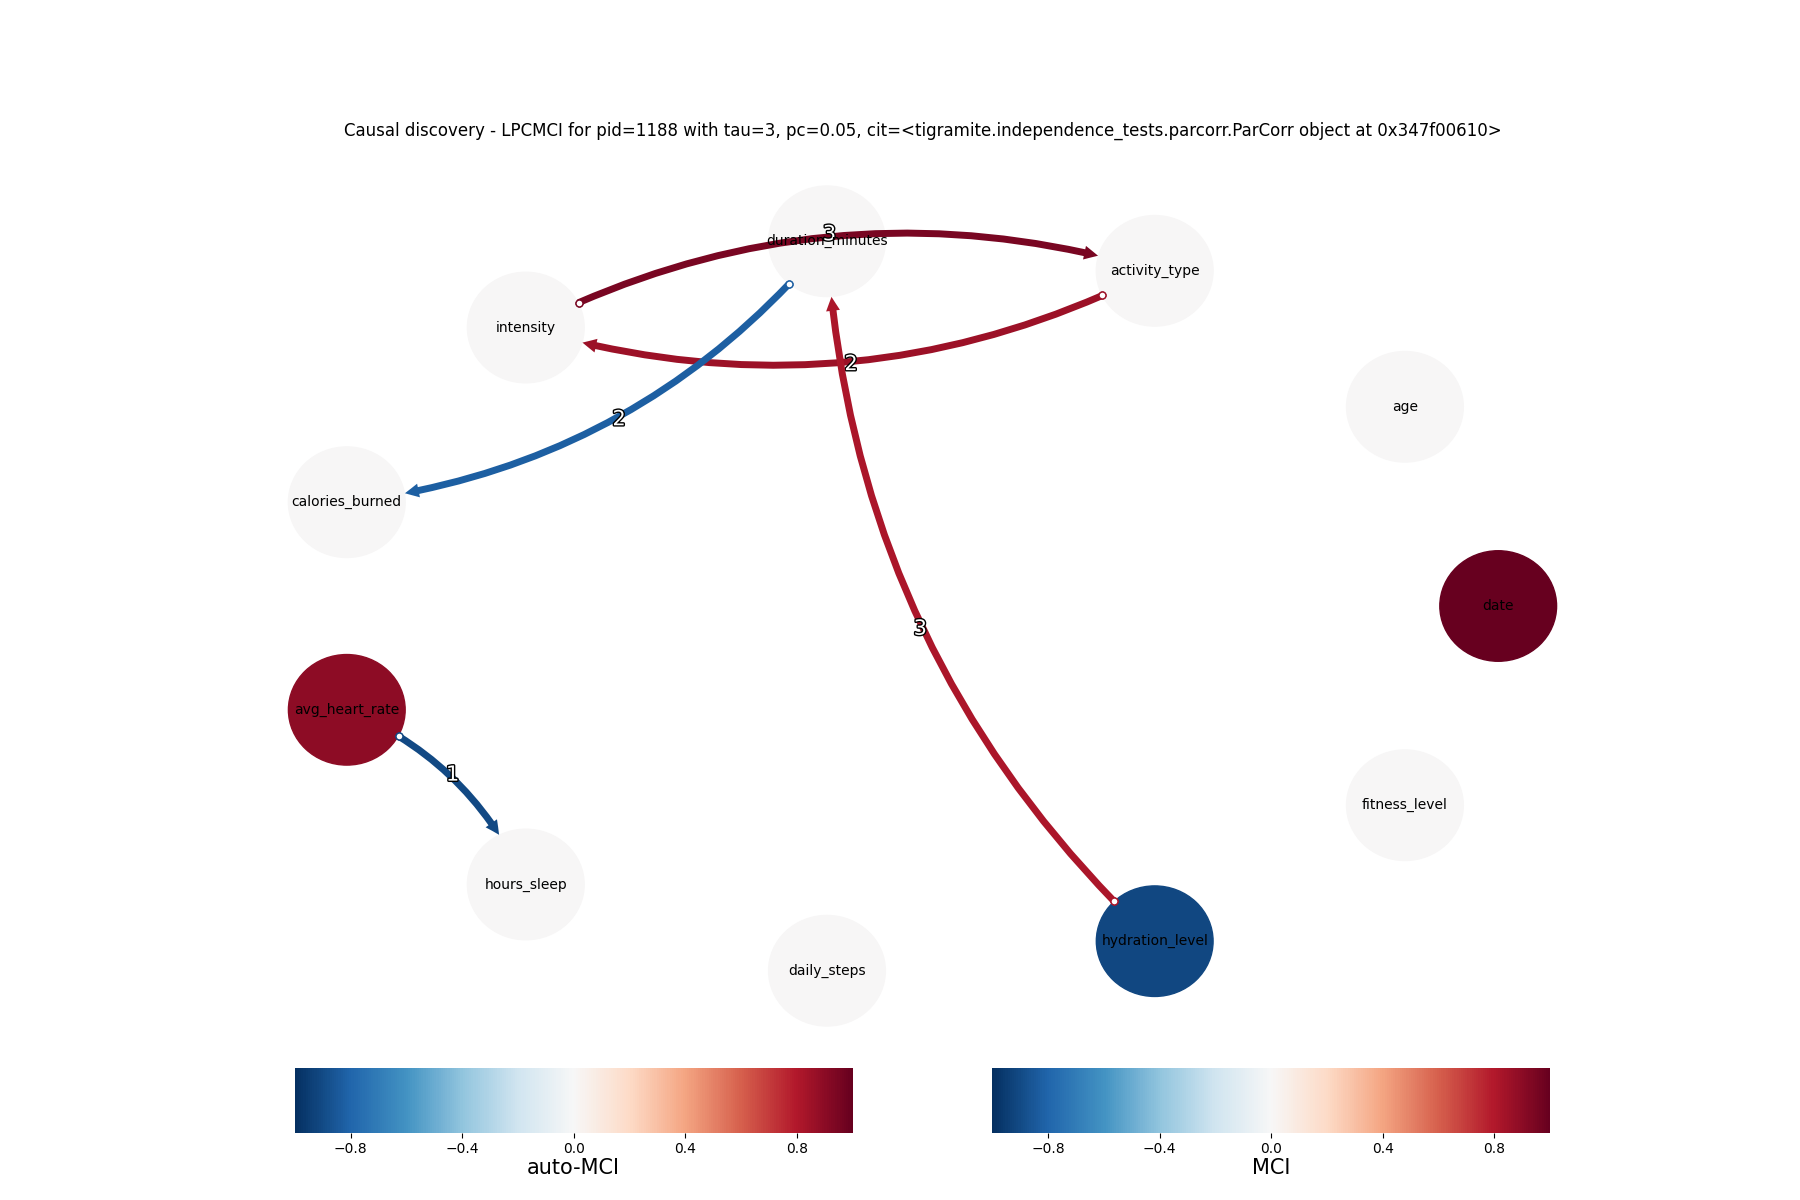 Causal discovery - LPCMCI for pid=1188 with tau=3, pc=0.05, cit=<tigramite.independence_tests.parcorr.ParCorr object at 0x347f00610>
3
duration_minutes
activity_type
intensity
2
age
2
calories_burned
date
3
avg_heart_rate
1
fitness_level
hours_sleep
hydration_level
daily_steps
−0.8 −0.4 0.0 0.4 0.8
auto-MCI
−0.8 −0.4 0.0 0.4 0.8
MCI